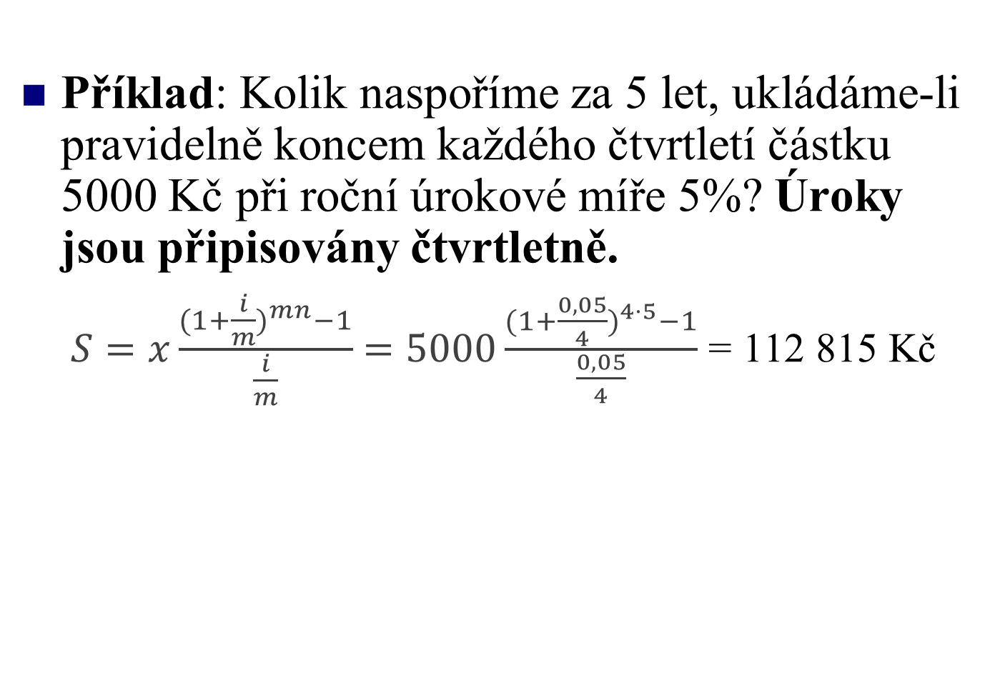 Příklad: Kolik naspoříme za 5 let, ukládáme-li
pravidelně koncem každého čtvrtletí částku
5000 Kč při roční úrokové míře 5%? Úroky
jsou připisovány čtvrtletně.
S = x \frac{(1+\frac{i}{m})^{mn}-1}{\frac{i}{m}} = 5000 \frac{(1+\frac{0,05}{4})^{4·5}-1}{\frac{0,05}{4}} = 112 815 Kč